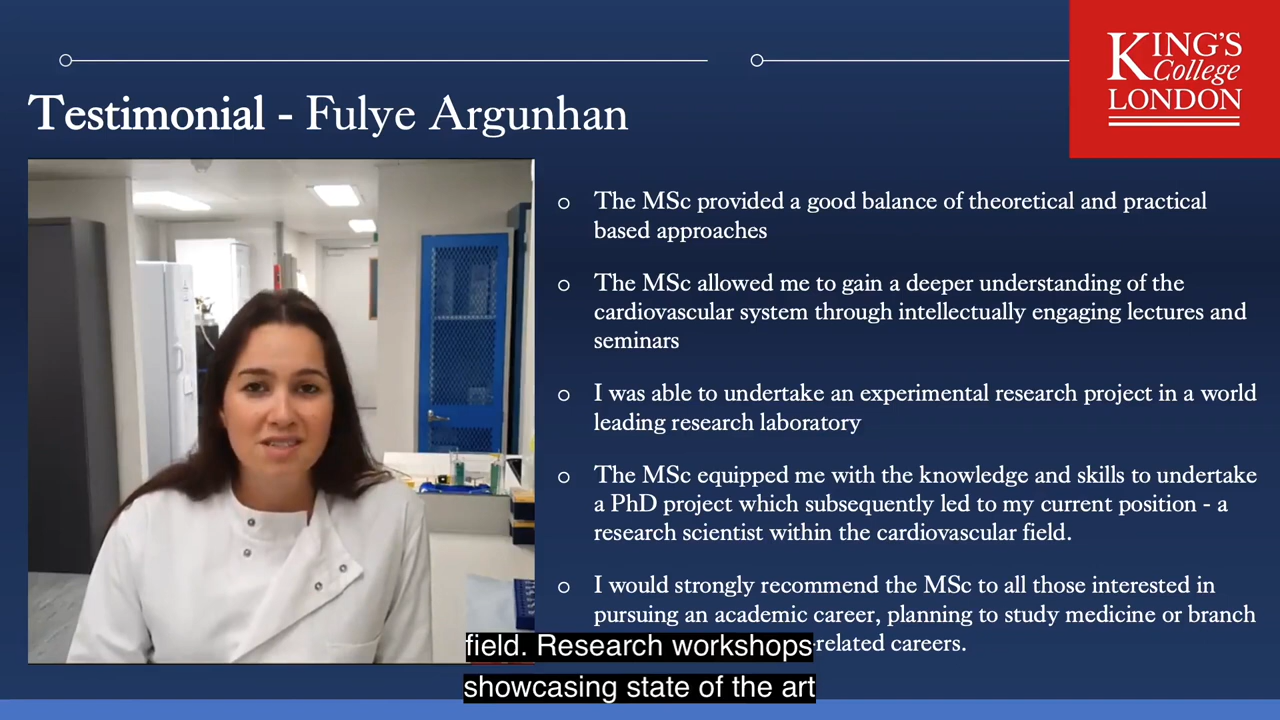 KING'S
College
LONDON
Testimonial - Fulye Argunhan
The MSc provided a good balance of theoretical and practical
based approaches
The MSc allowed me to gain a deeper understanding of the
cardiovascular system through intellectually engaging lectures and
seminars
I was able to undertake an experimental research project in a world
leading research laboratory
The MSc equipped me with the knowledge and skills to undertake
a PhD project which subsequently led to my current position - a
research scientist within the cardiovascular field.
I would strongly recommend the MSc to all those interested in
pursuing an academic career, planning to study medicine or branch
-related careers.
field. Research workshops
showcasing state of the art